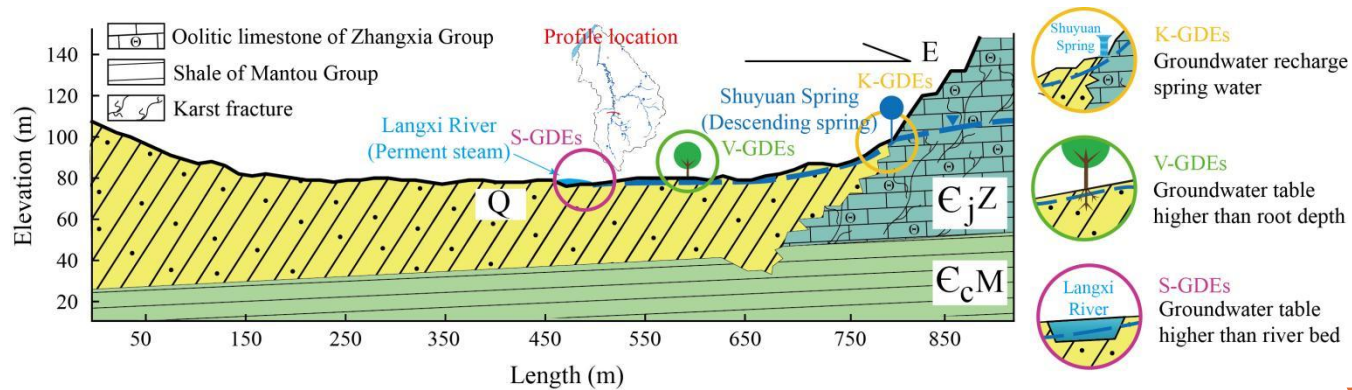 Oolitic limestone of Zhangxia Group
Shale of Mantou Group
Karst fracture
Profile location
E
K-GDEs
Shuyuan Spring
(Descending spring)
Langxi River
(Perment steam)
S-GDEs
V-GDEs
Q
Є j Z
Є c M
Elevation (m)
140
120
100
80
60
40
20
50
150
250
350
450
550
650
750
850
Length (m)
Shuyuan
Spring
K-GDEs
Groundwater recharge
spring water
V-GDEs
Groundwater table
higher than root depth
Langxi
River
S-GDEs
Groundwater table
higher than river bed